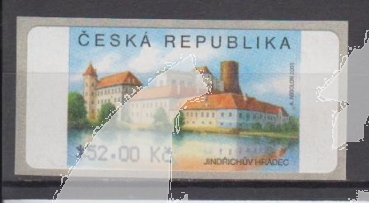 ČESKÁ REPUBLIKA
*52.00 Kč
JINDŘICHŮV HRADEC